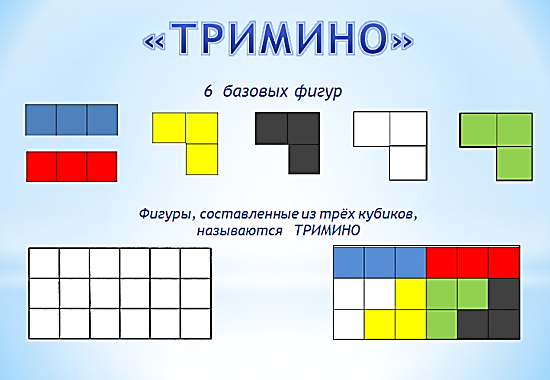 «ТРИМИНО»
6 базовых фигур
Фигуры, составленные из трёх кубиков,
называются ТРИМИНО